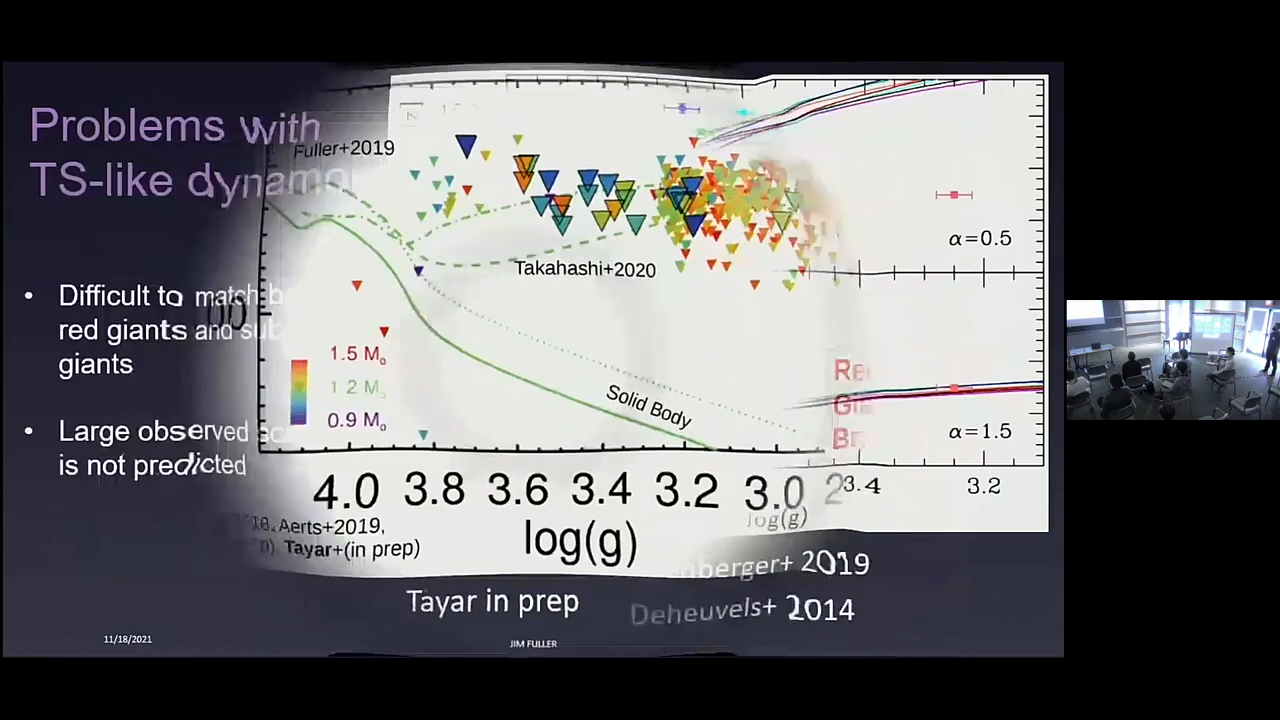 Problems with
TS-like dynamo
• Difficult to match
red giants and sub
giants
• Large observed
is not predicted
Fuller+2019
Takahashi+2020
Solid Body
1.5 M
1.2 M
0.9 M
4.0 3.8 3.6 3.4 3.2 3.0
log(g)
Aerts+2019,
Tayar+(in prep)
Tayar in prep
α=0.5
α=1.5
3.4 3.2
log(g)
2019
Deheuvels+ 2014
11/18/2021
JIM FULLER